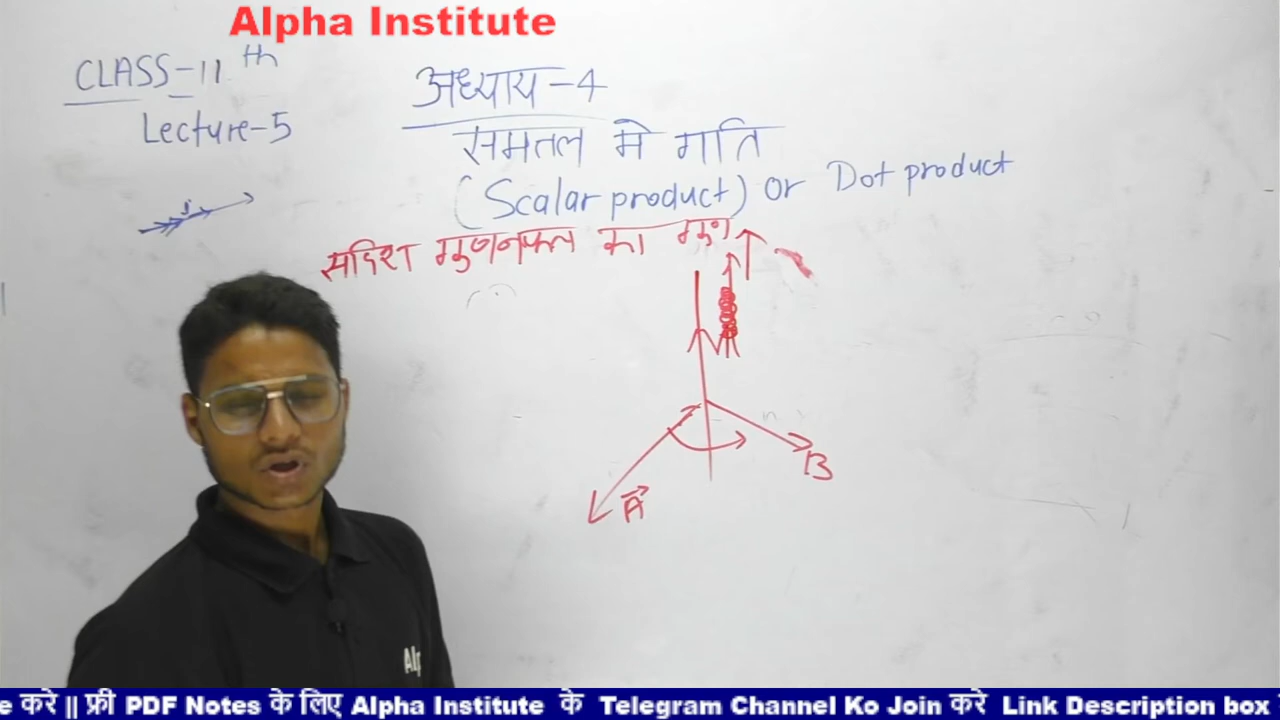 Alpha Institute
CLASS-11th
Lecture-5
अध्याय-4
समतल मे गति
(Scalar product) or Dot product
सदिश गुणनफल का गुण
A
B
Alp
e करे || फ्री PDF Notes के लिए Alpha Institute के Telegram Channel Ko Join करे Link Description box